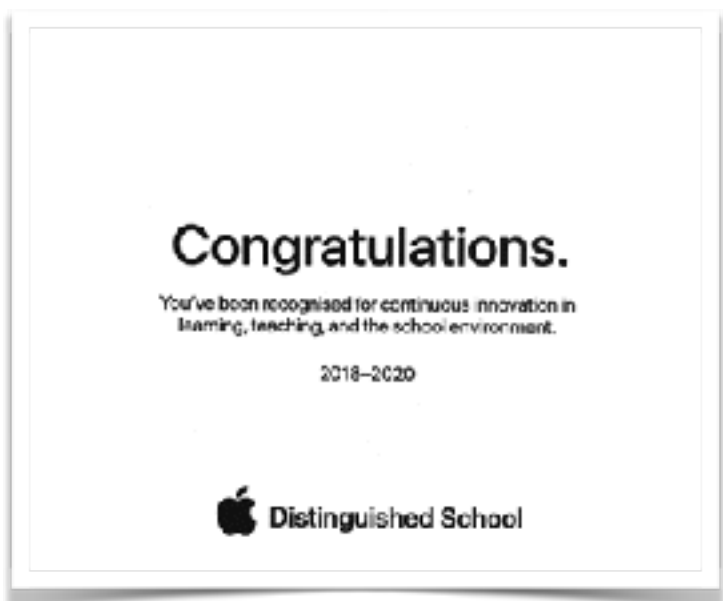 Congratulations.
You've been recognised for continuous innovation in
learning, teaching, and the school environment.
2018–2020
Distinguished School